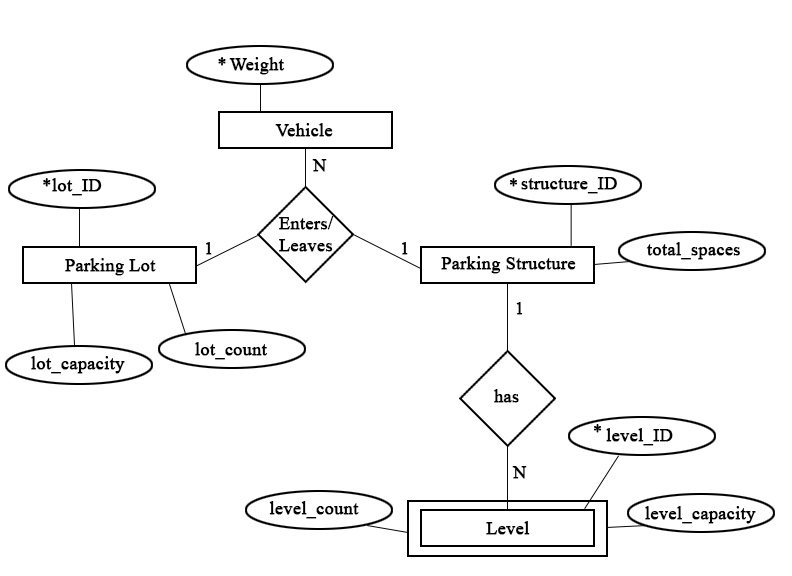 * Weight
Vehicle
N
*lot_ID
* structure_ID
Enters/
Leaves
1
1
Parking Lot
Parking Structure
total_spaces
1
lot_capacity
lot_count
has
* level_ID
N
level_count
level_capacity
Level